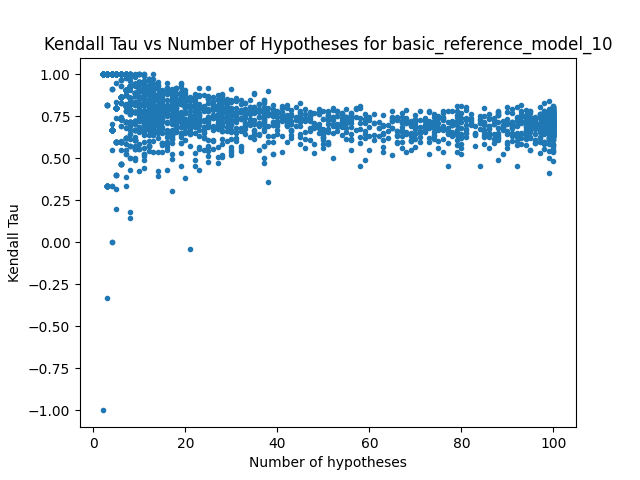 Kendall Tau vs Number of Hypotheses for basic_reference_model_10
1.00
0.75
0.50
0.25
0.00
−0.25
−0.50
−0.75
−1.00
Kendall Tau
0 20 40 60 80 100
Number of hypotheses